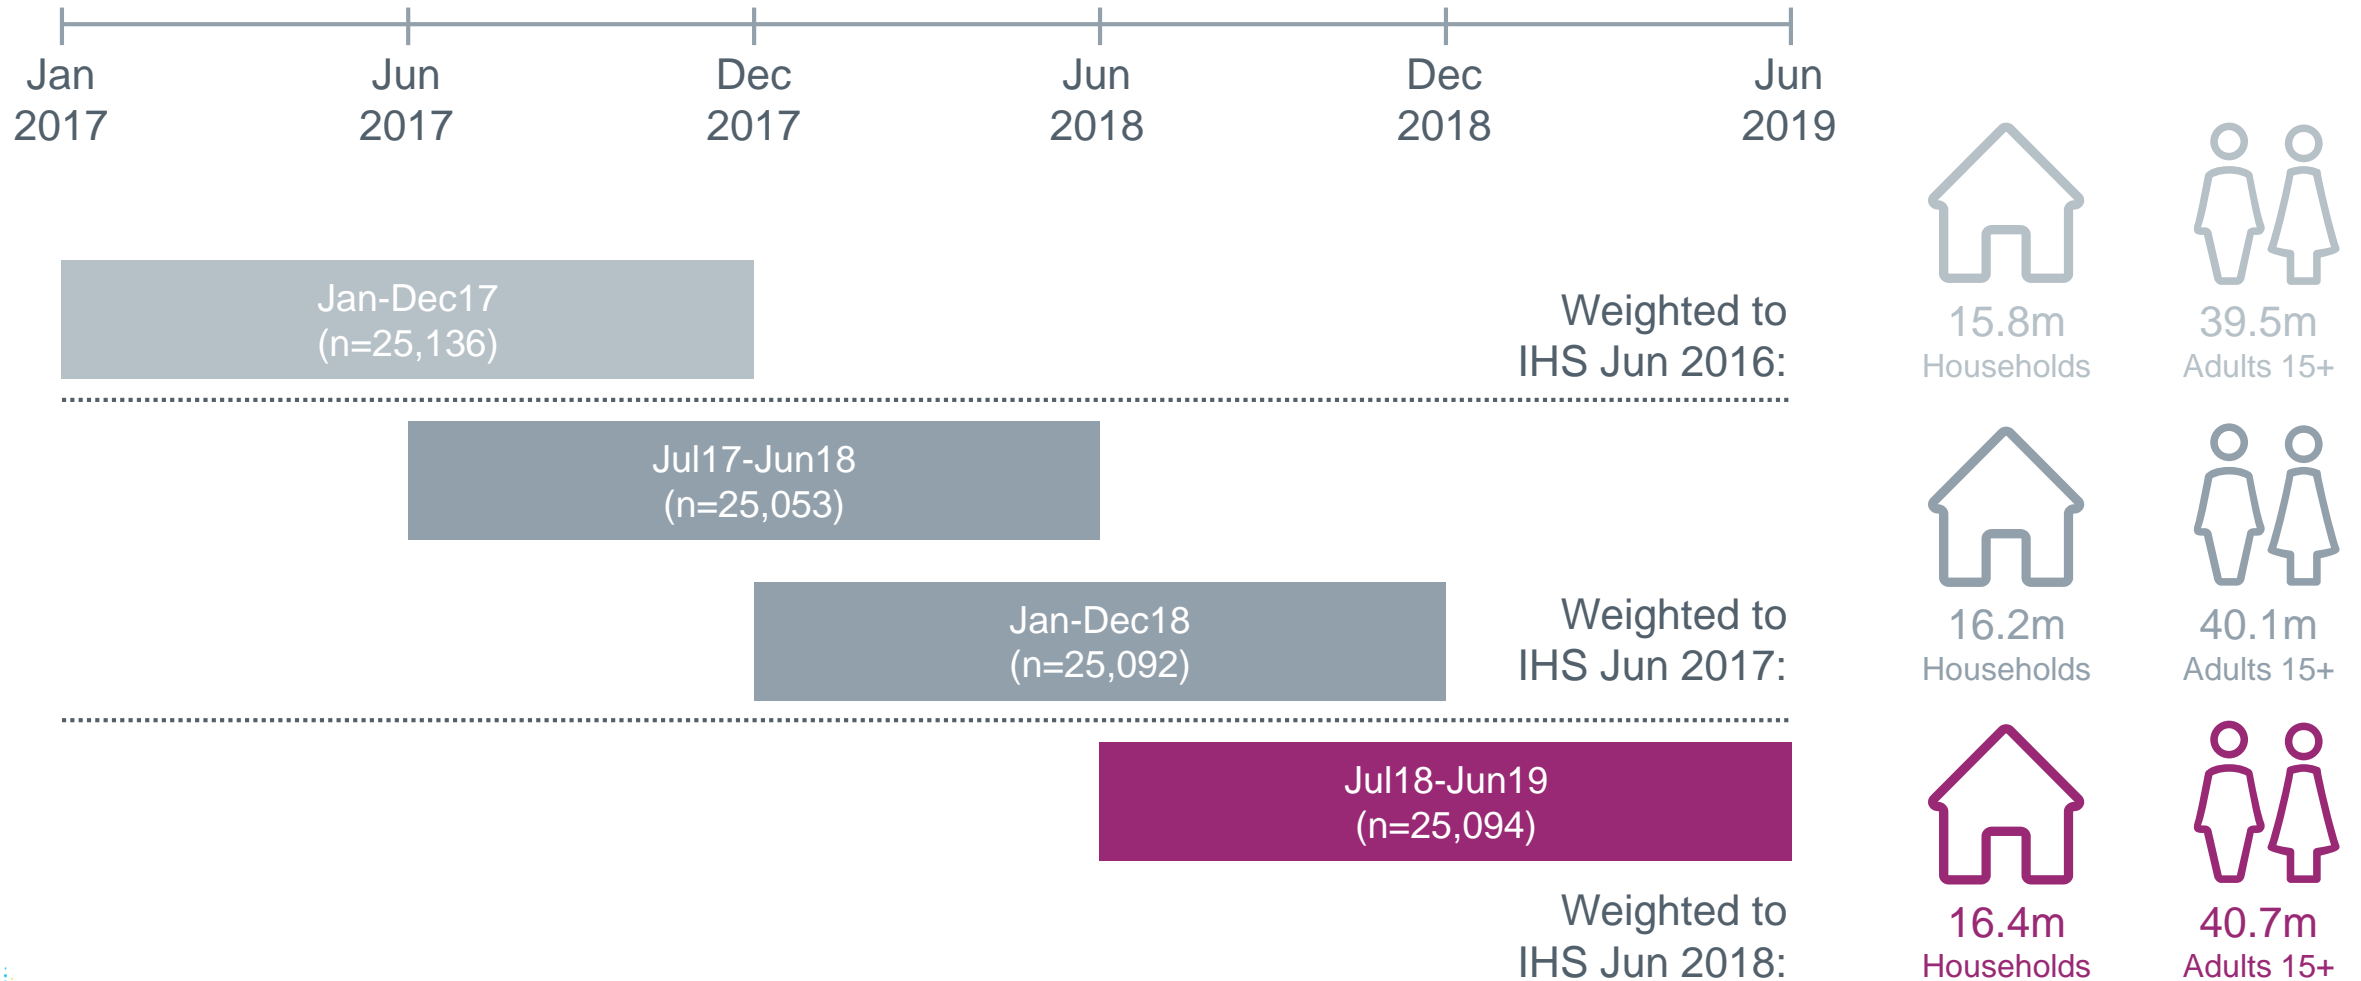 Jan
2017
Jun
2017
Dec
2017
Jun
2018
Dec
2018
Jun
2019
Jan-Dec17
(n=25,136)
Weighted to
IHS Jun 2016:
15.8m
Households
39.5m
Adults 15+
Jul17-Jun18
(n=25,053)
Jan-Dec18
(n=25,092)
Weighted to
IHS Jun 2017:
16.2m
Households
40.1m
Adults 15+
Jul18-Jun19
(n=25,094)
Weighted to
IHS Jun 2018:
16.4m
Households
40.7m
Adults 15+